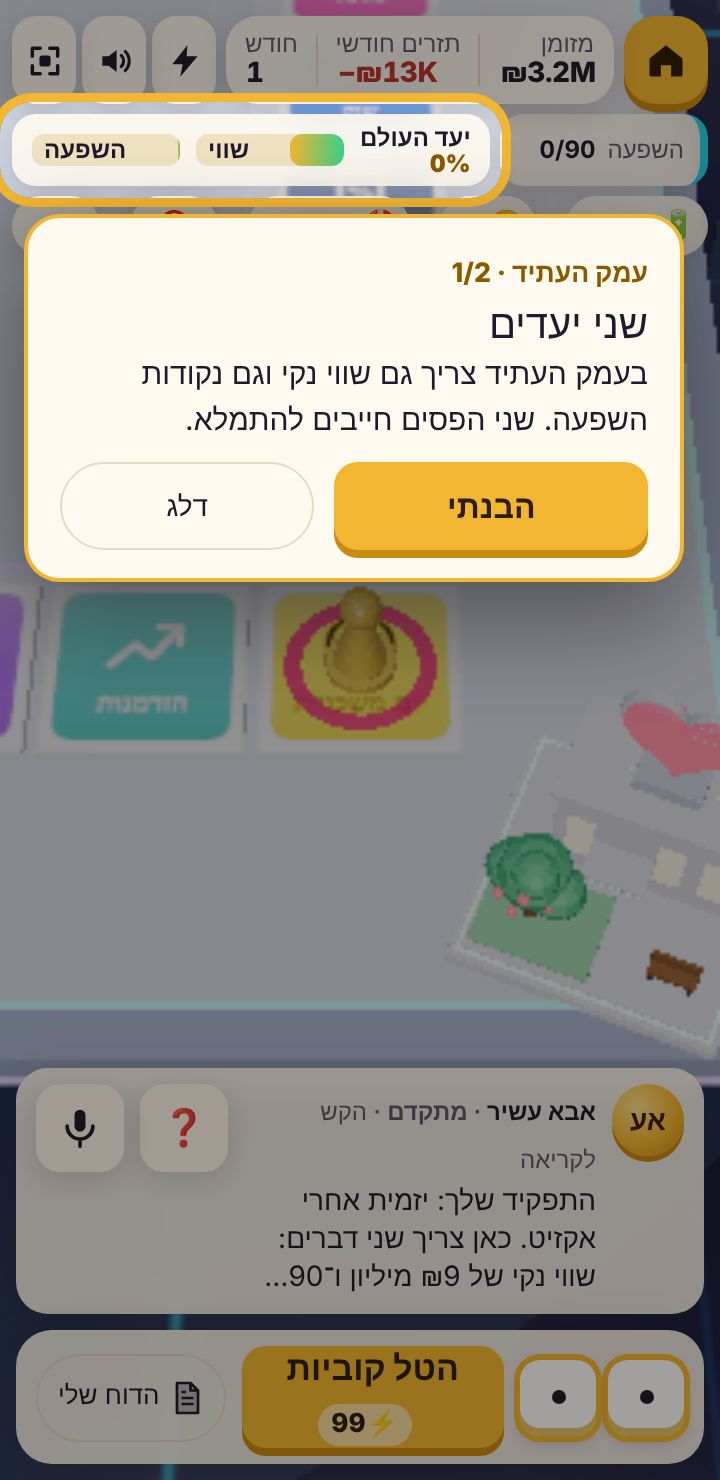 מזומן
₪3.2M
תזרים חודשי
−₪13K
חודש
1
השפעה 0/90
יעד העולם
0%
שווי
השפעה
עמק העתיד · 1/2
שני יעדים
בעמק העתיד צריך גם שווי נקי וגם נקודות
השפעה. שני הפסים חייבים להתמלא.
הבנתי
דלג
הזדמנות
אע
אבא עשיר · מתקדם · הקש
לקריאה
התפקיד שלך: יזמית אחרי
אקזיט. כאן צריך שני דברים:
שווי נקי של ₪9 מיליון ו־90...
הטל קוביות
⚡99
הדוח שלי